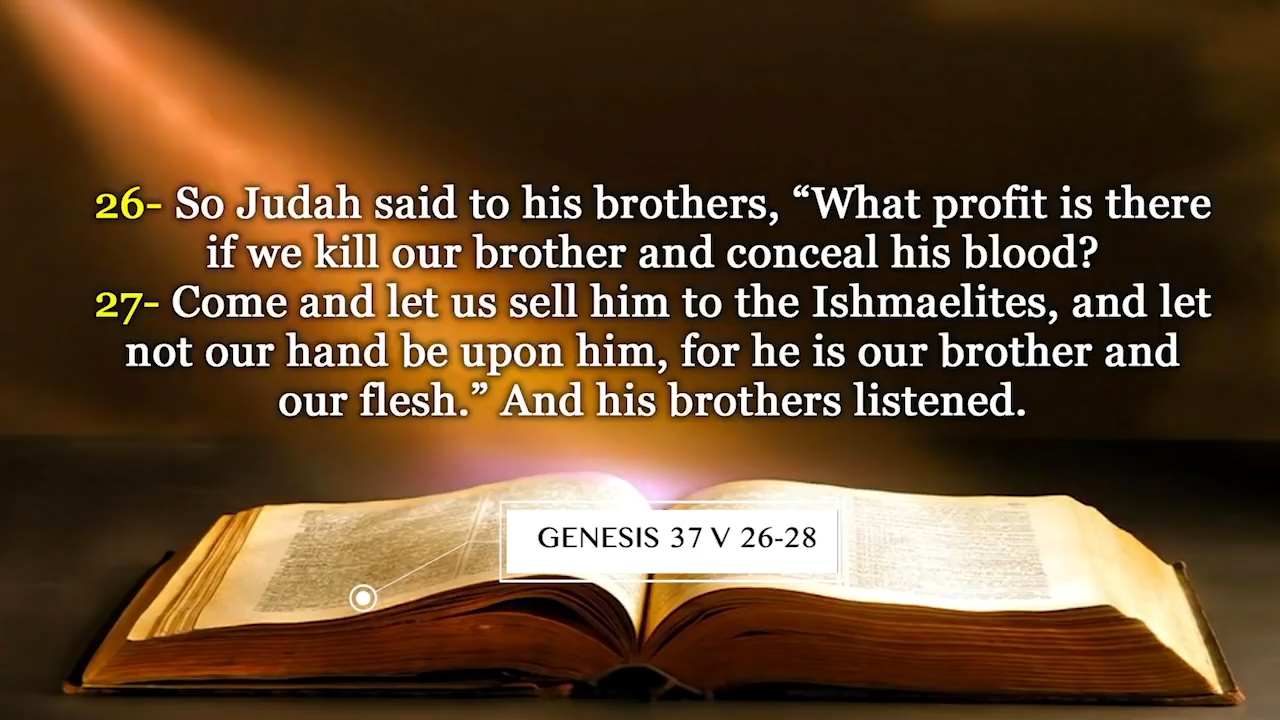 26- So Judah said to his brothers, “What profit is there
if we kill our brother and conceal his blood?
27- Come and let us sell him to the Ishmaelites, and let
not our hand be upon him, for he is our brother and
our flesh.” And his brothers listened.
GENESIS 37 V 26-28